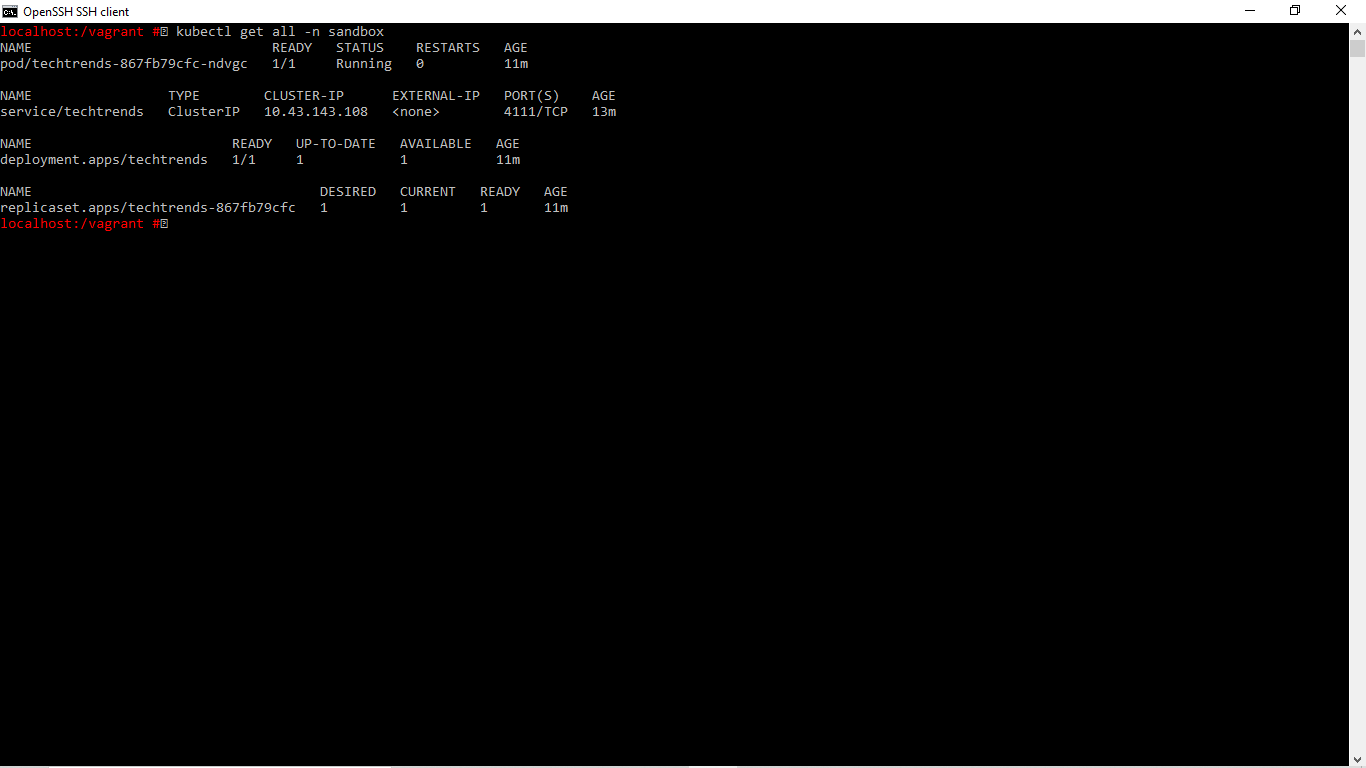 OpenSSH SSH client
localhost:/vagrant # kubectl get all -n sandbox
NAME                              READY   STATUS    RESTARTS   AGE
pod/techtrends-867fb79cfc-ndvgc   1/1     Running   0          11m
NAME                 TYPE        CLUSTER-IP      EXTERNAL-IP   PORT(S)    AGE
service/techtrends   ClusterIP   10.43.143.108   <none>        4111/TCP   13m
NAME                         READY   UP-TO-DATE   AVAILABLE   AGE
deployment.apps/techtrends   1/1     1            1           11m
NAME                                    DESIRED   CURRENT   READY   AGE
replicaset.apps/techtrends-867fb79cfc   1         1         1       11m
localhost:/vagrant #